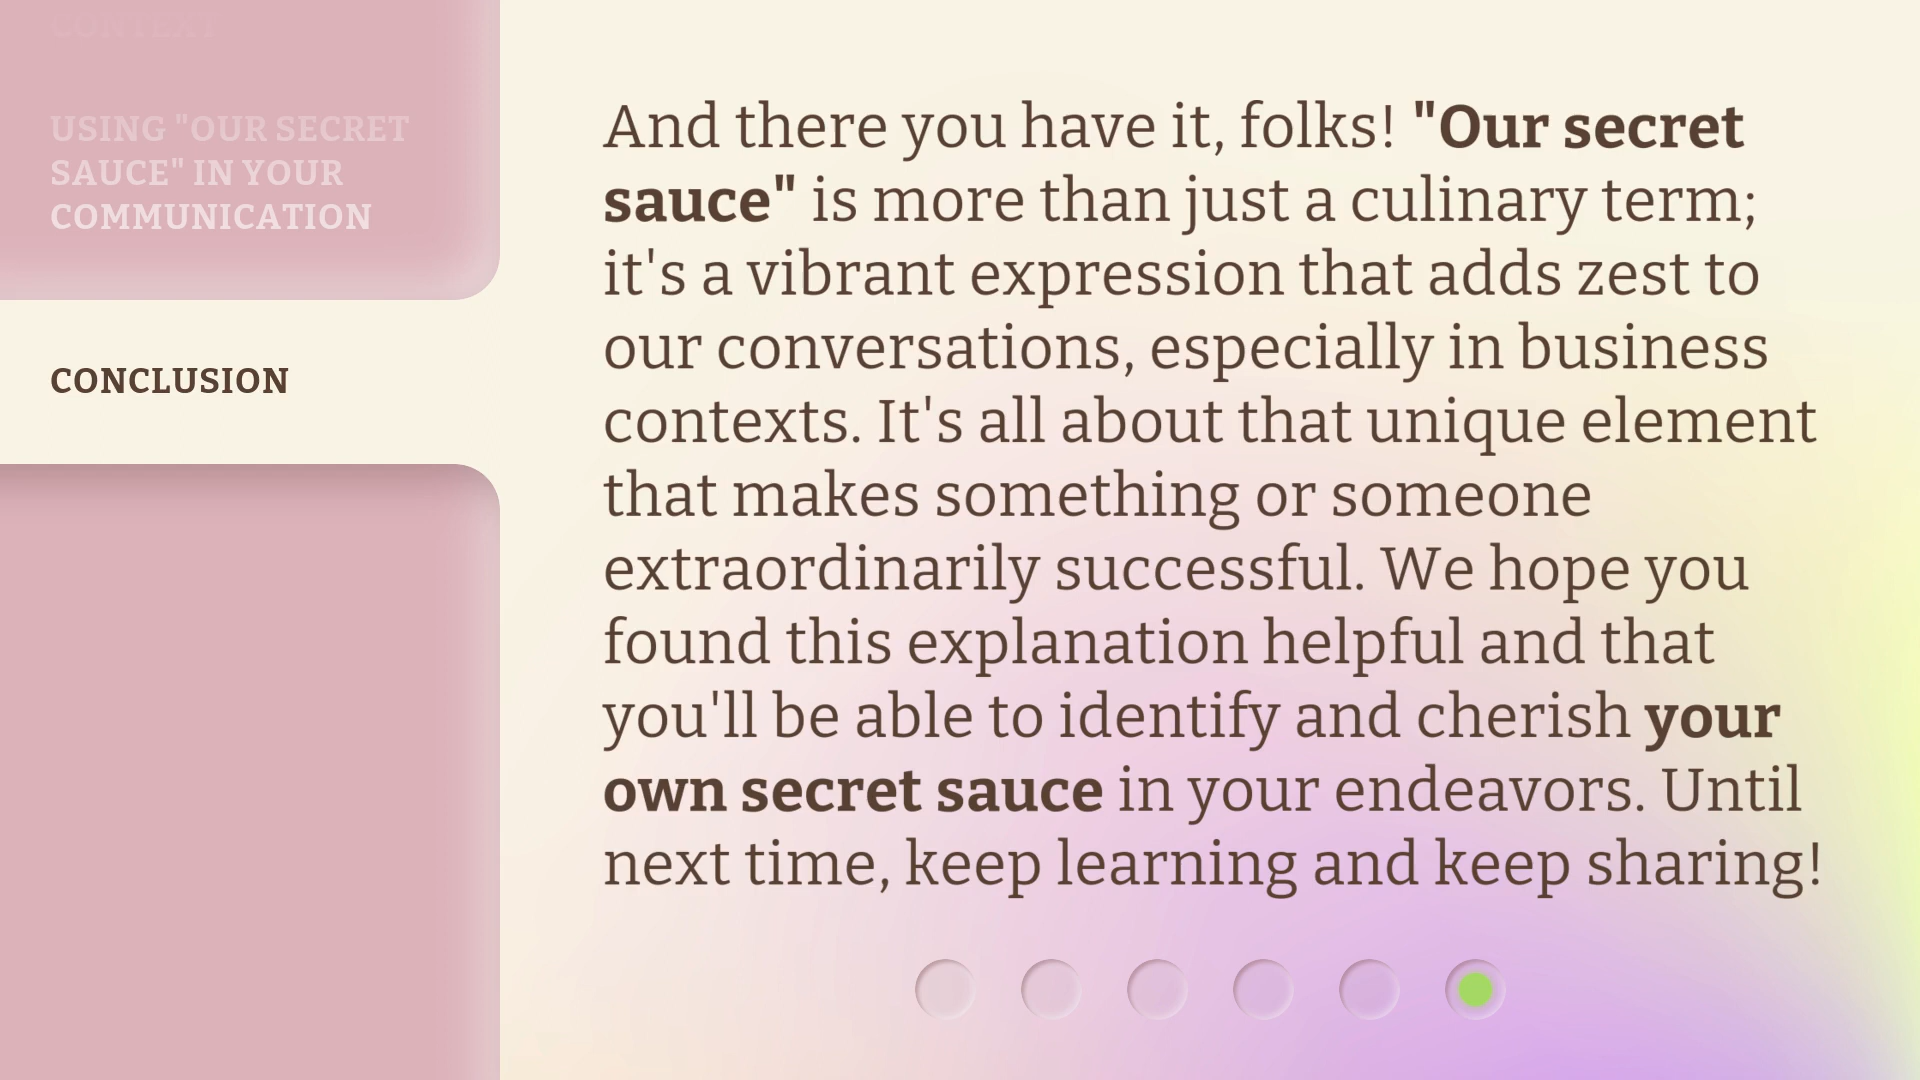 CONTEXT
USING "OUR SECRET
SAUCE" IN YOUR
COMMUNICATION
CONCLUSION
And there you have it, folks! "Our secret
sauce" is more than just a culinary term;
it's a vibrant expression that adds zest to
our conversations, especially in business
contexts. It's all about that unique element
that makes something or someone
extraordinarily successful. We hope you
found this explanation helpful and that
you'll be able to identify and cherish your
own secret sauce in your endeavors. Until
next time, keep learning and keep sharing!